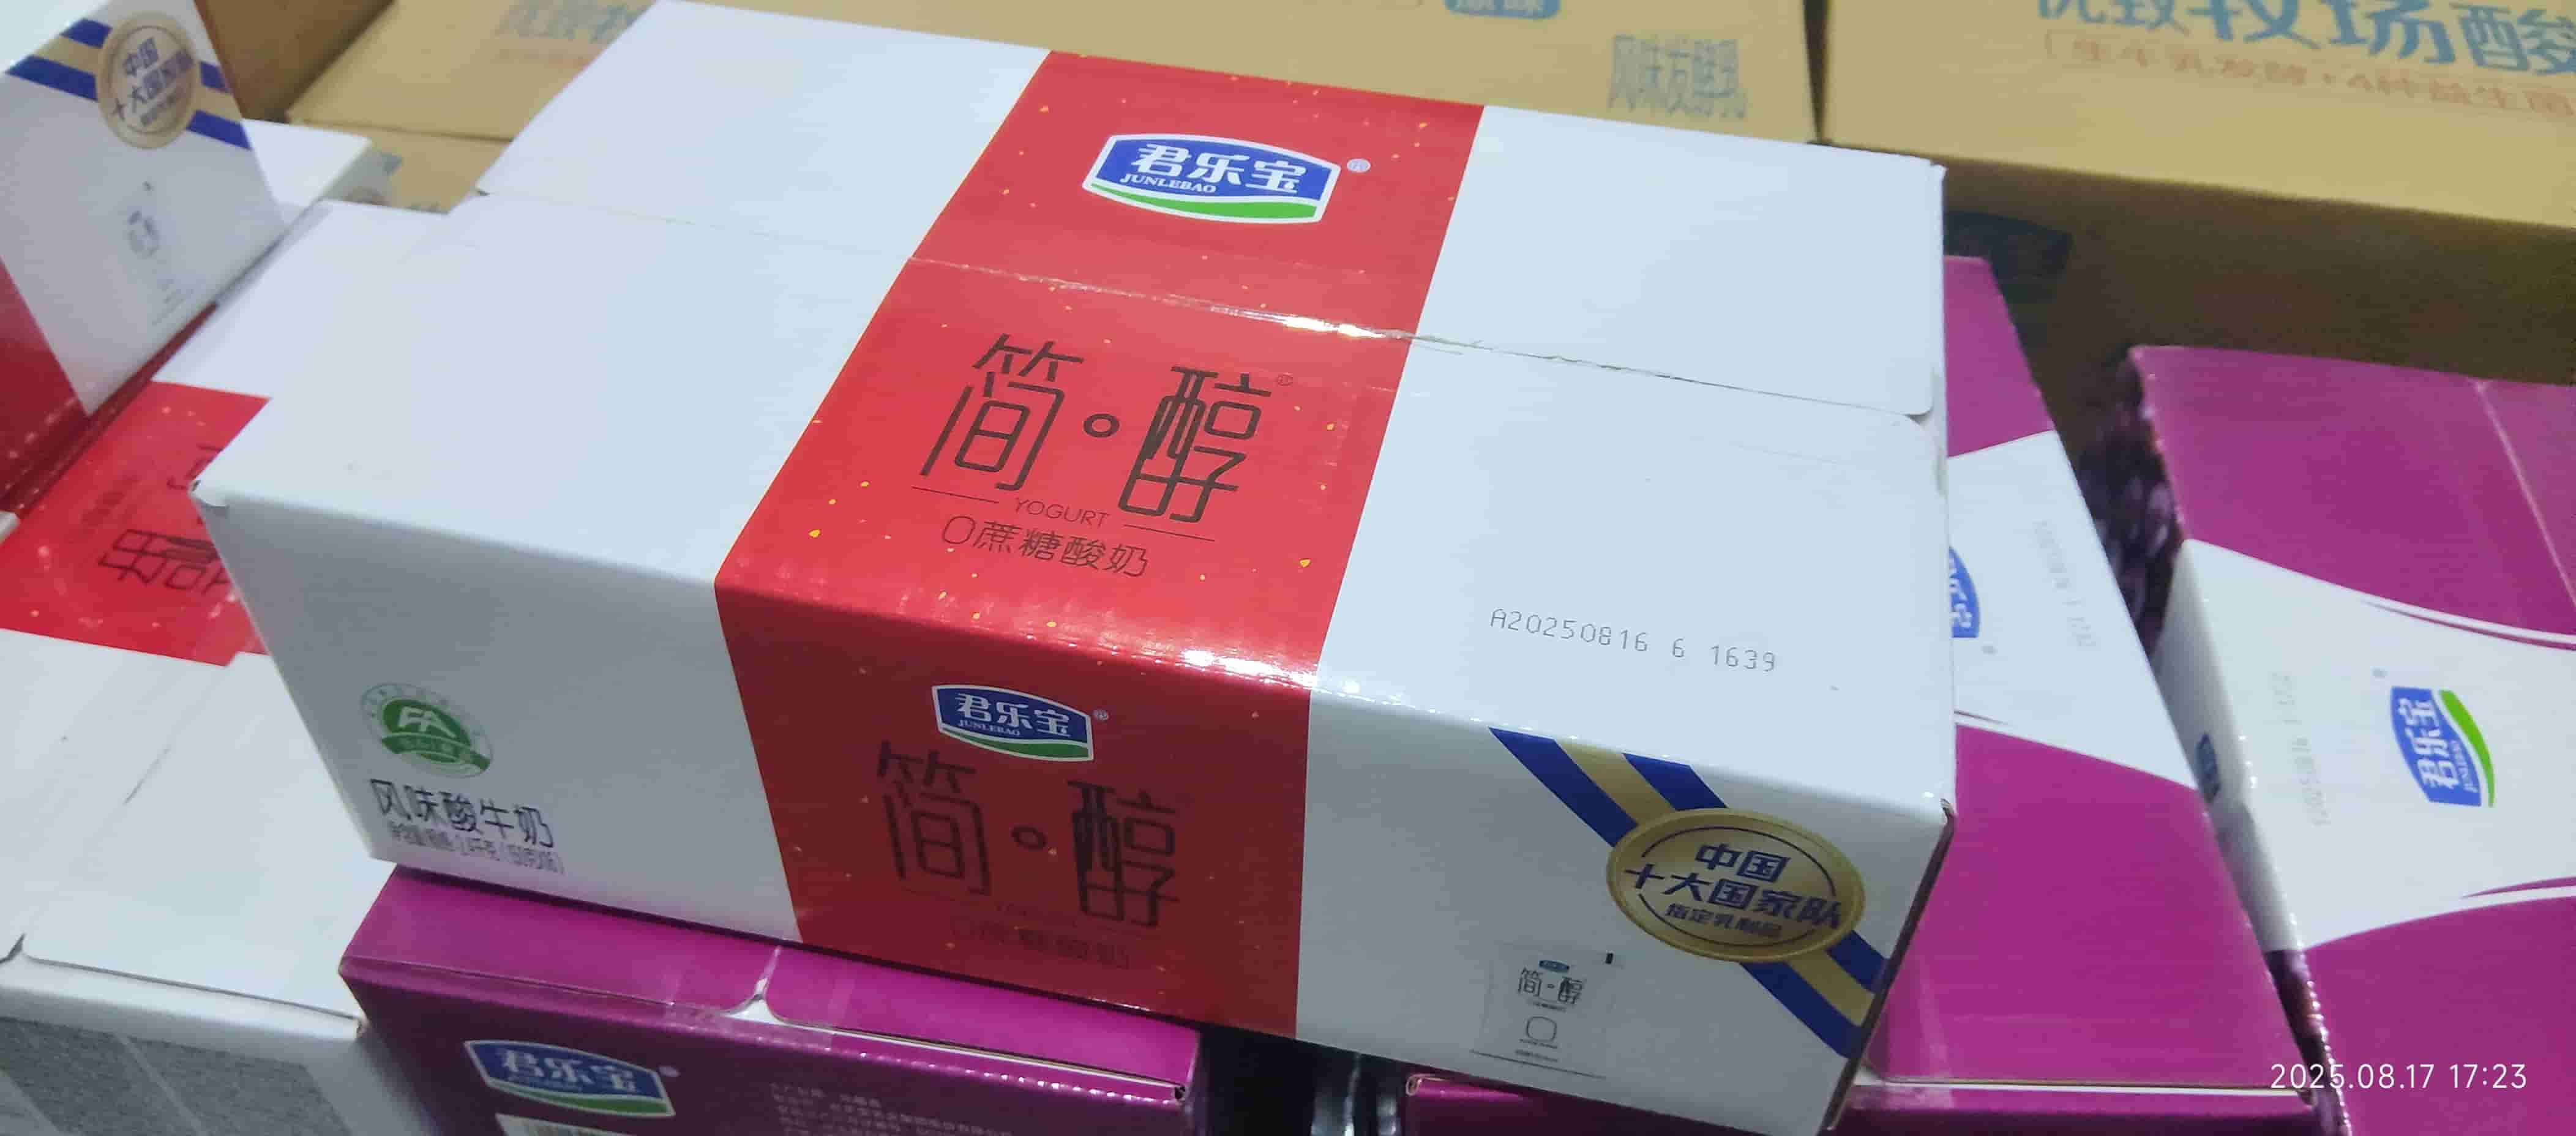 优致牧场酸
风味发酵乳
中国
十大国家队
君乐宝
JUNLEBAO
简醇
YOGURT
0蔗糖酸奶
A20250816 6 1639
君乐宝
JUNLEBAO
简醇
0蔗糖酸奶
风味酸牛奶
中国
十大国家队
指定乳制品
简醇
君乐宝
JUNLEBAO
君乐宝
2025.08.17 17:23